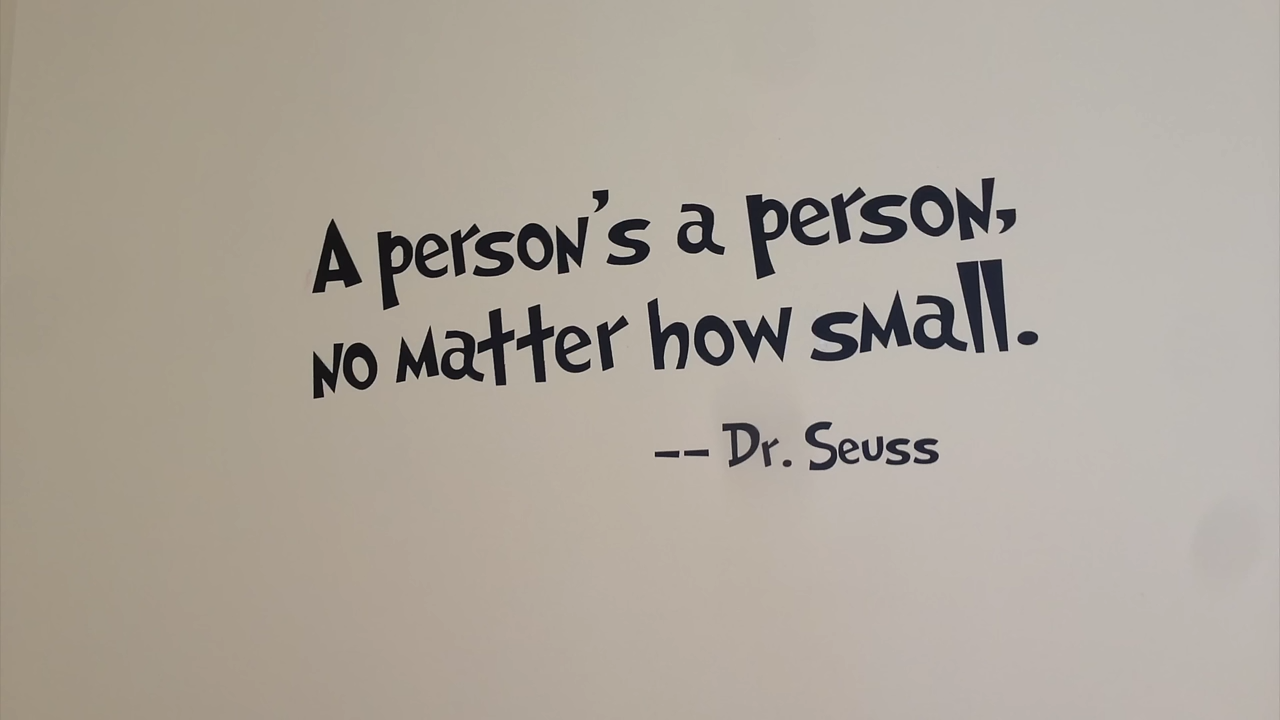 A person's a person,
no matter how small.
-- Dr. Seuss